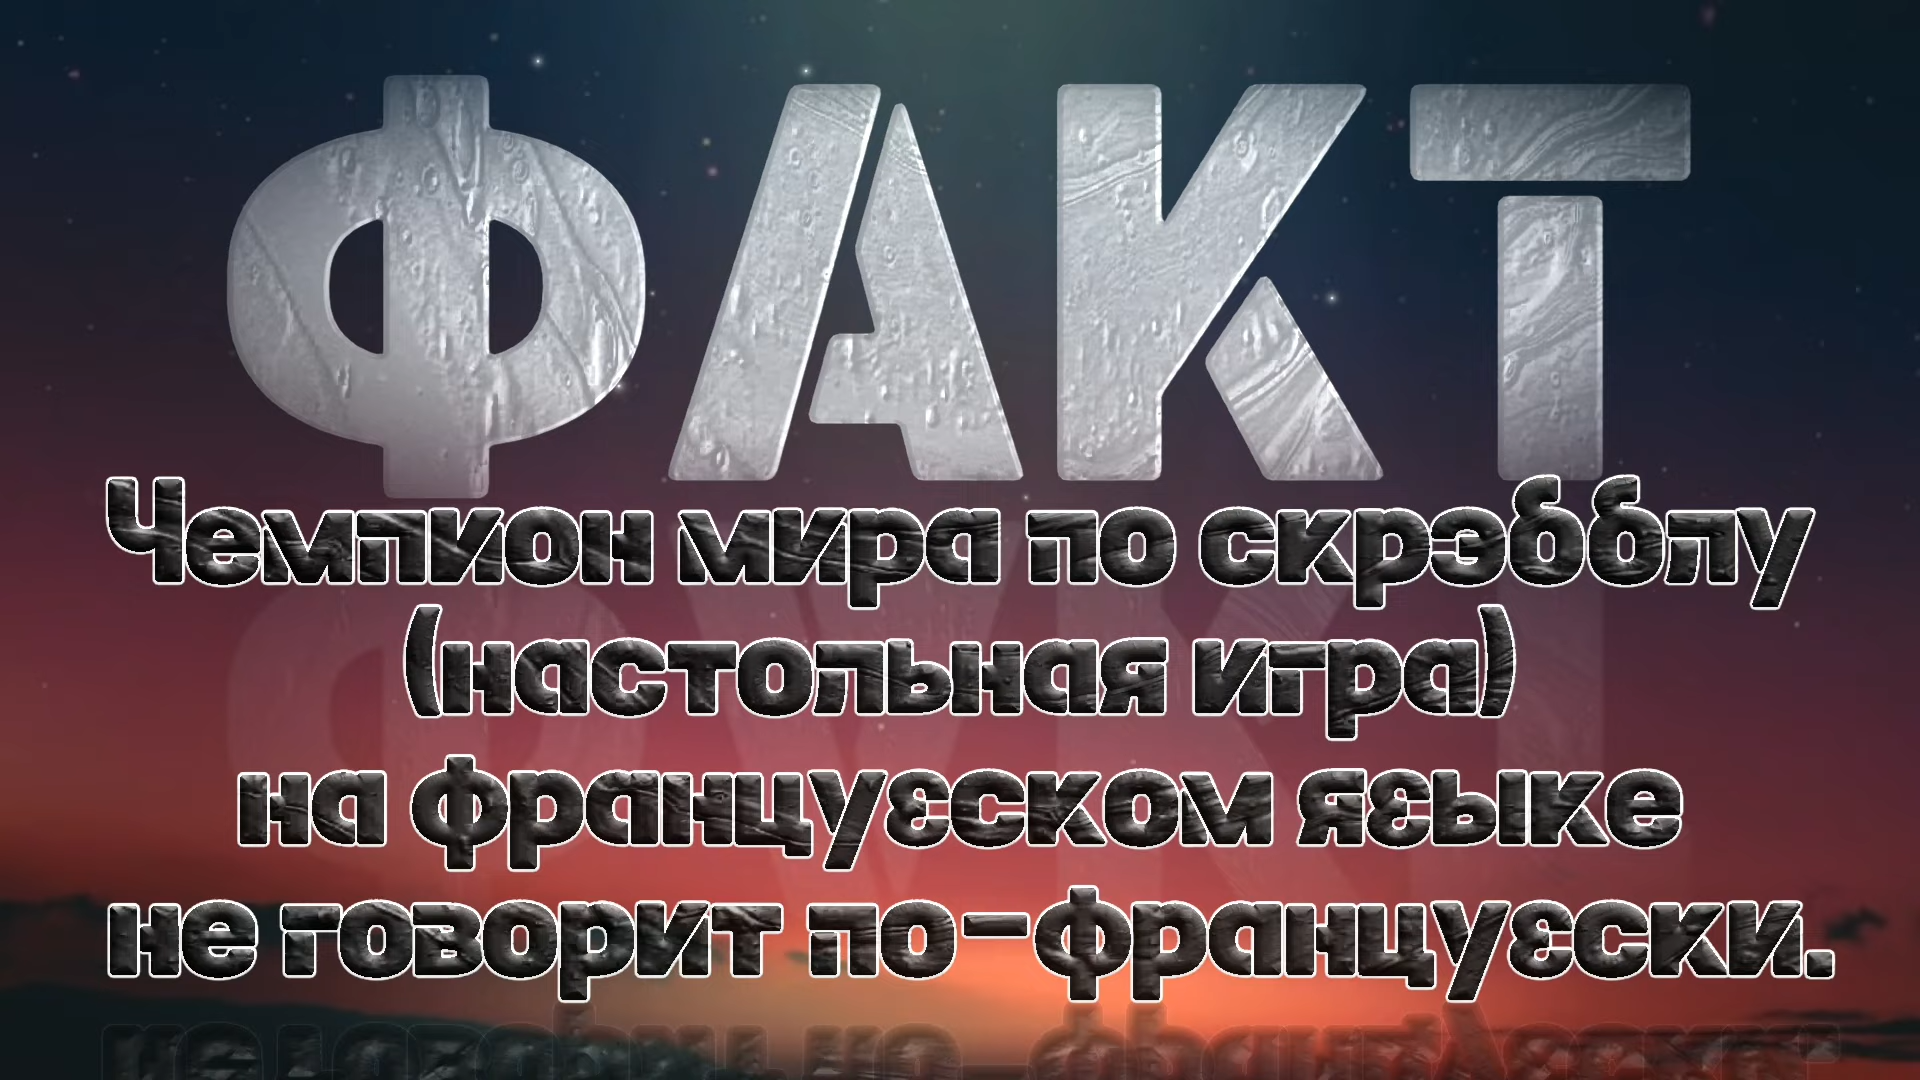 ФАКТ
Чемпион мира по скрэбблу
(настольная игра)
на французском языке
не говорит по-французски.